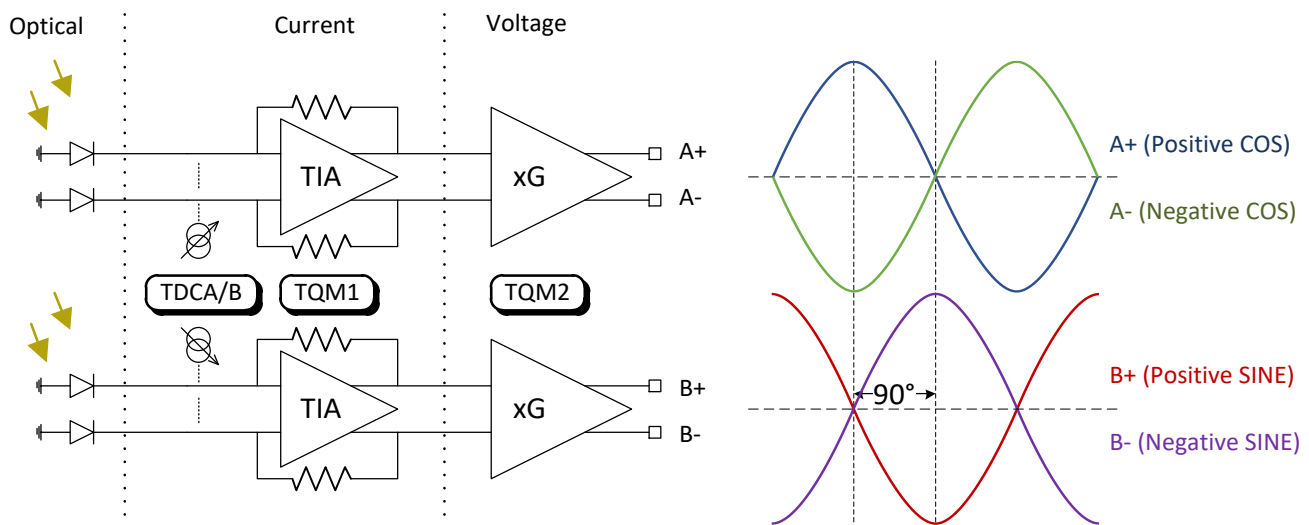 Optical
Current
Voltage
TIA
xG
A+
A-
TDCA/B
TQM1
TQM2
TIA
xG
B+
B-
A+ (Positive COS)
A- (Negative COS)
90°
B+ (Positive SINE)
B- (Negative SINE)